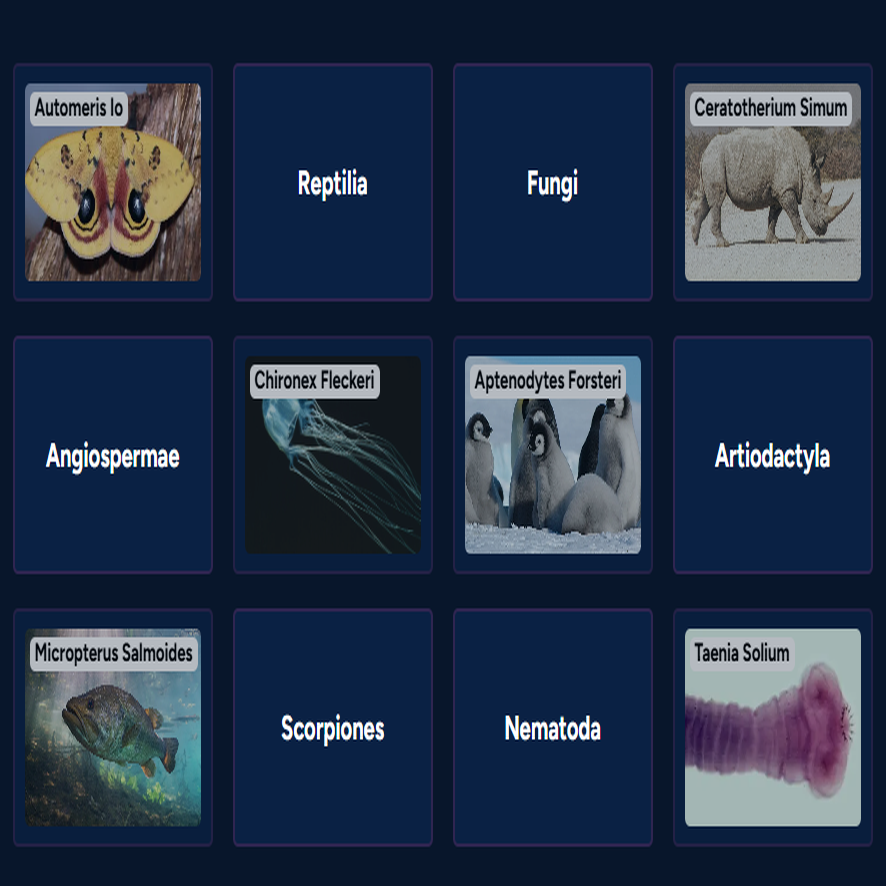 Automeris Io
Reptilia
Fungi
Ceratotherium Simum
Angiospermae
Chironex Fleckeri
Aptenodytes Forsteri
Artiodactyla
Micropterus Salmoides
Scorpiones
Nematoda
Taenia Solium